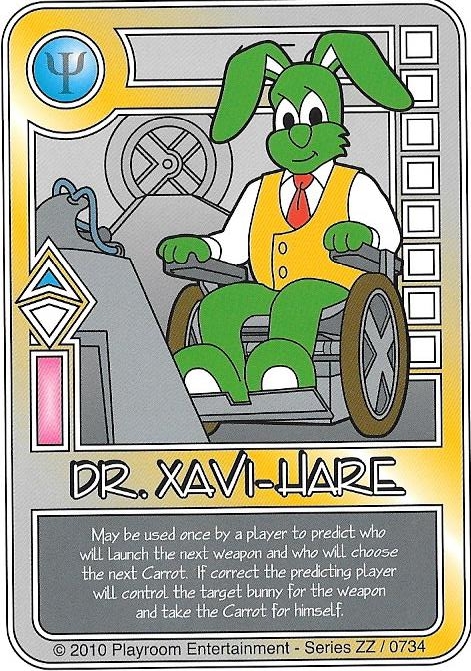 Ψ
DR. XAVI-HARE
May be used once by a player to predict who
will launch the next weapon and who will choose
the next Carrot. If correct the predicting player
will control the target bunny for the weapon
and take the Carrot for himself.
© 2010 Playroom Entertainment - Series ZZ / 0734